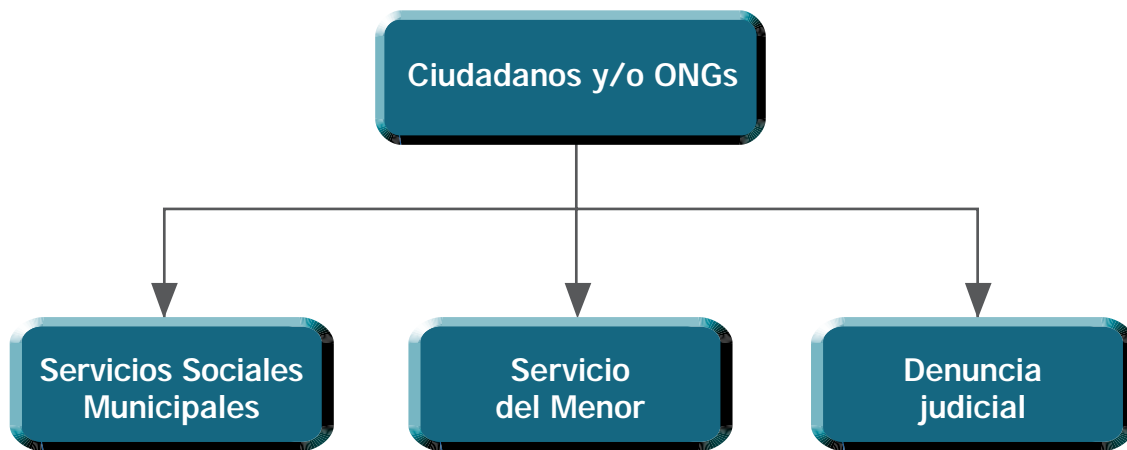 Ciudadanos y/o ONGs
Servicios Sociales
Municipales
Servicio
del Menor
Denuncia
judicial